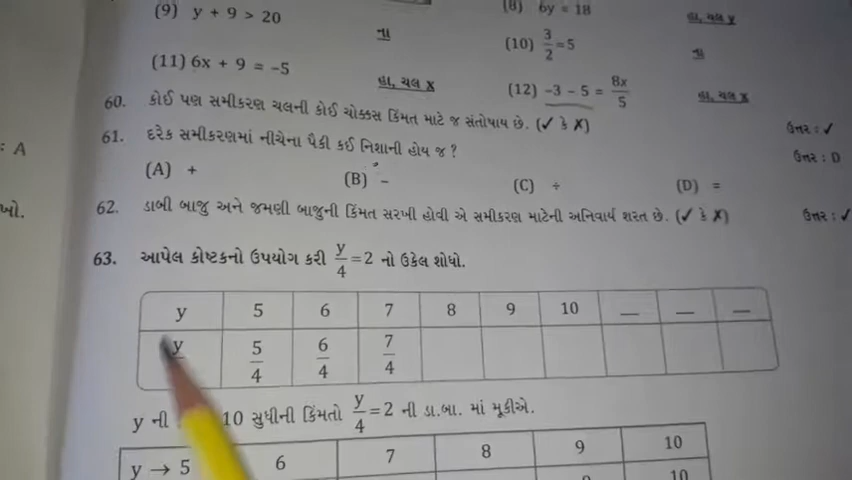 (9) y + 9 > 20
ના
(8) 6y = 18
હા, ચલ y
(10) 3/2 = 5
ના
(11) 6x + 9 = -5
હા, ચલ x
(12) -3 - 5 = 8x/5
હા, ચલ x
60. કોઈ પણ સમીકરણ ચલની કોઈ ચોક્કસ કિંમત માટે જ સંતોષાય છે. (✓ કે ✗)
ઉત્તર : ✓
61. દરેક સમીકરણમાં નીચેના પૈકી કઈ નિશાની હોય જ ?
ઉત્તર : D
(A) + (B) - (C) ÷ (D) =
62. ડાબી બાજુ અને જમણી બાજુની કિંમત સરખી હોવી એ સમીકરણ માટેની અનિવાર્ય શરત છે. (✓ કે ✗)
ઉત્તર : ✓
63. આપેલ કોષ્ટકનો ઉપયોગ કરી y/4 = 2 નો ઉકેલ શોધો.
y 5 6 7 8 9 10 __ __ __
y 5/4 6/4 7/4
y ની 10 સુધીની કિંમતો y/4 = 2 ની ડા.બા. માં મૂકીએ.
y → 5 6 7 8 9 10
10
: A
ખો.